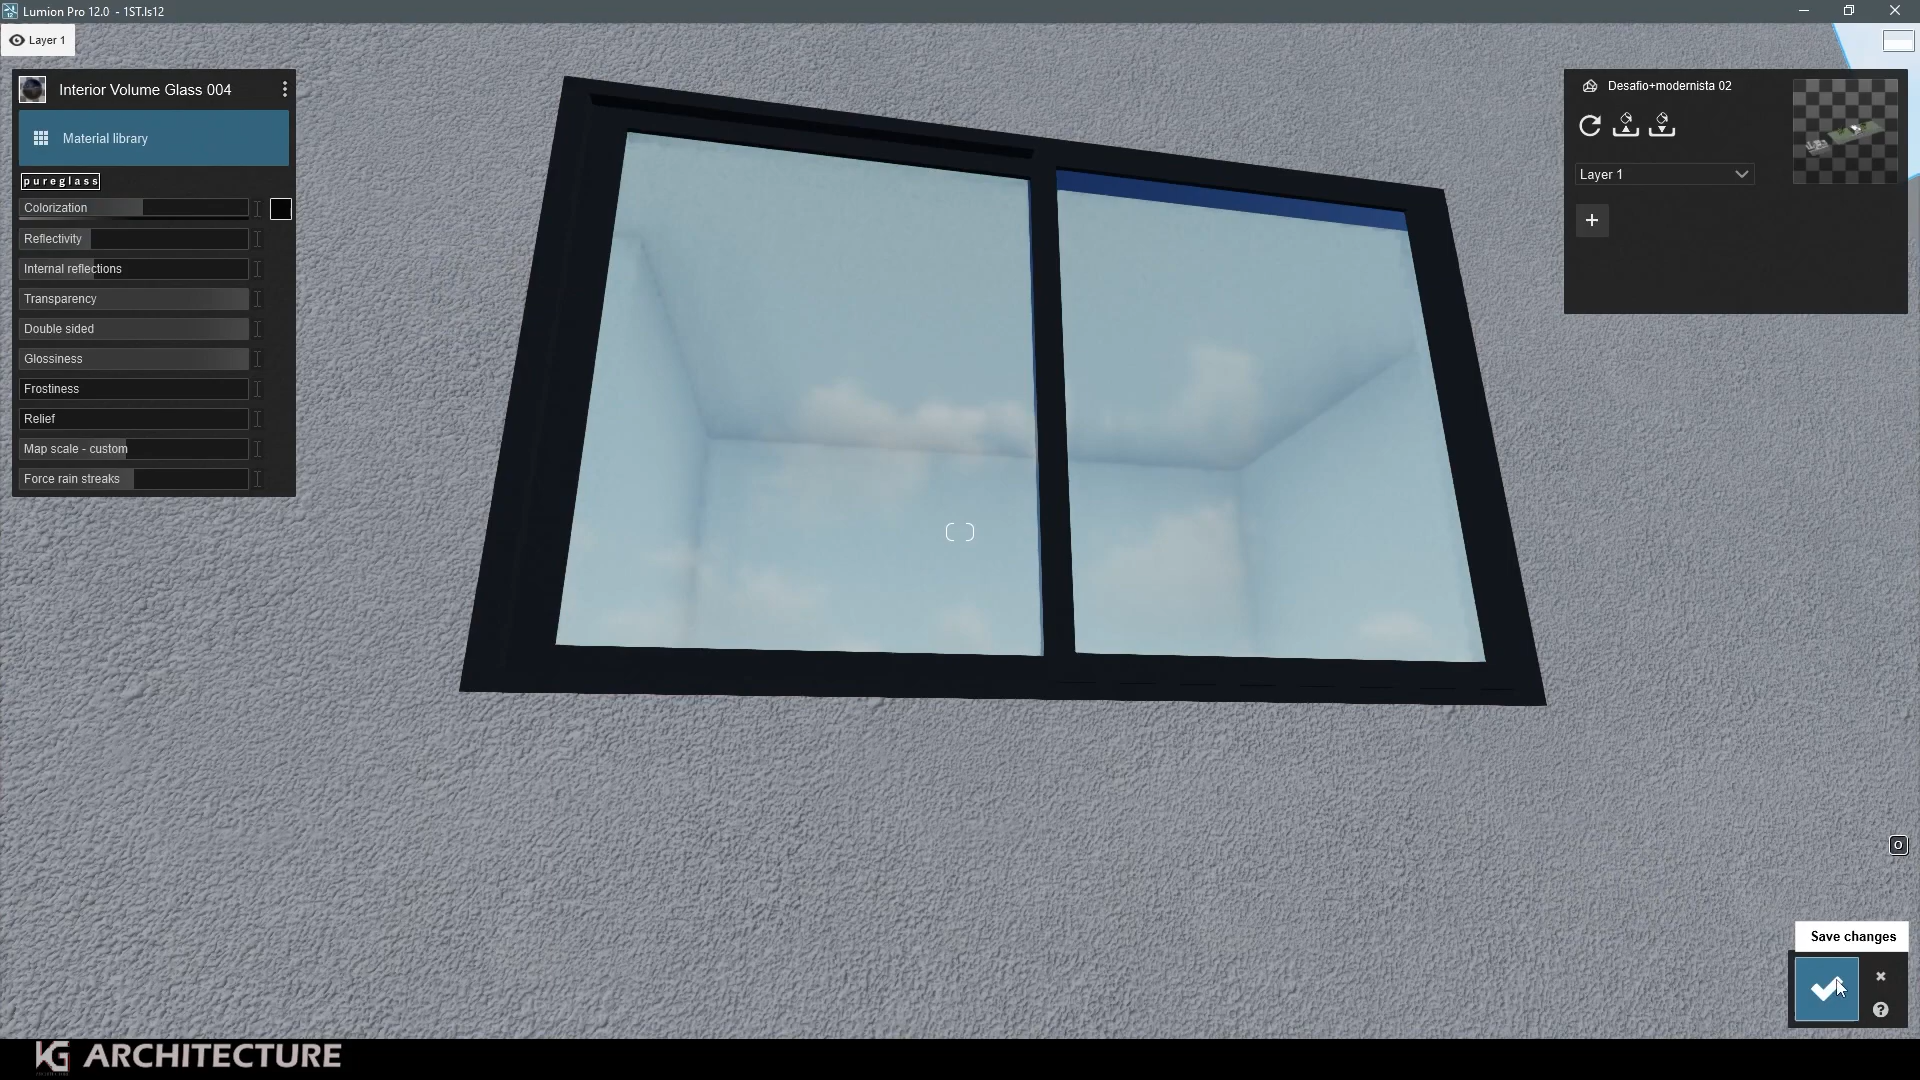 Lumion Pro 12.0 - 1ST.ls12
Layer 1
Interior Volume Glass 004
Material library
pureglass
Colorization
Reflectivity
Internal reflections
Transparency
Double sided
Glossiness
Frostiness
Relief
Map scale - custom
Force rain streaks
Desafio+modernista 02
Layer 1
O
Save changes
KG ARCHITECTURE